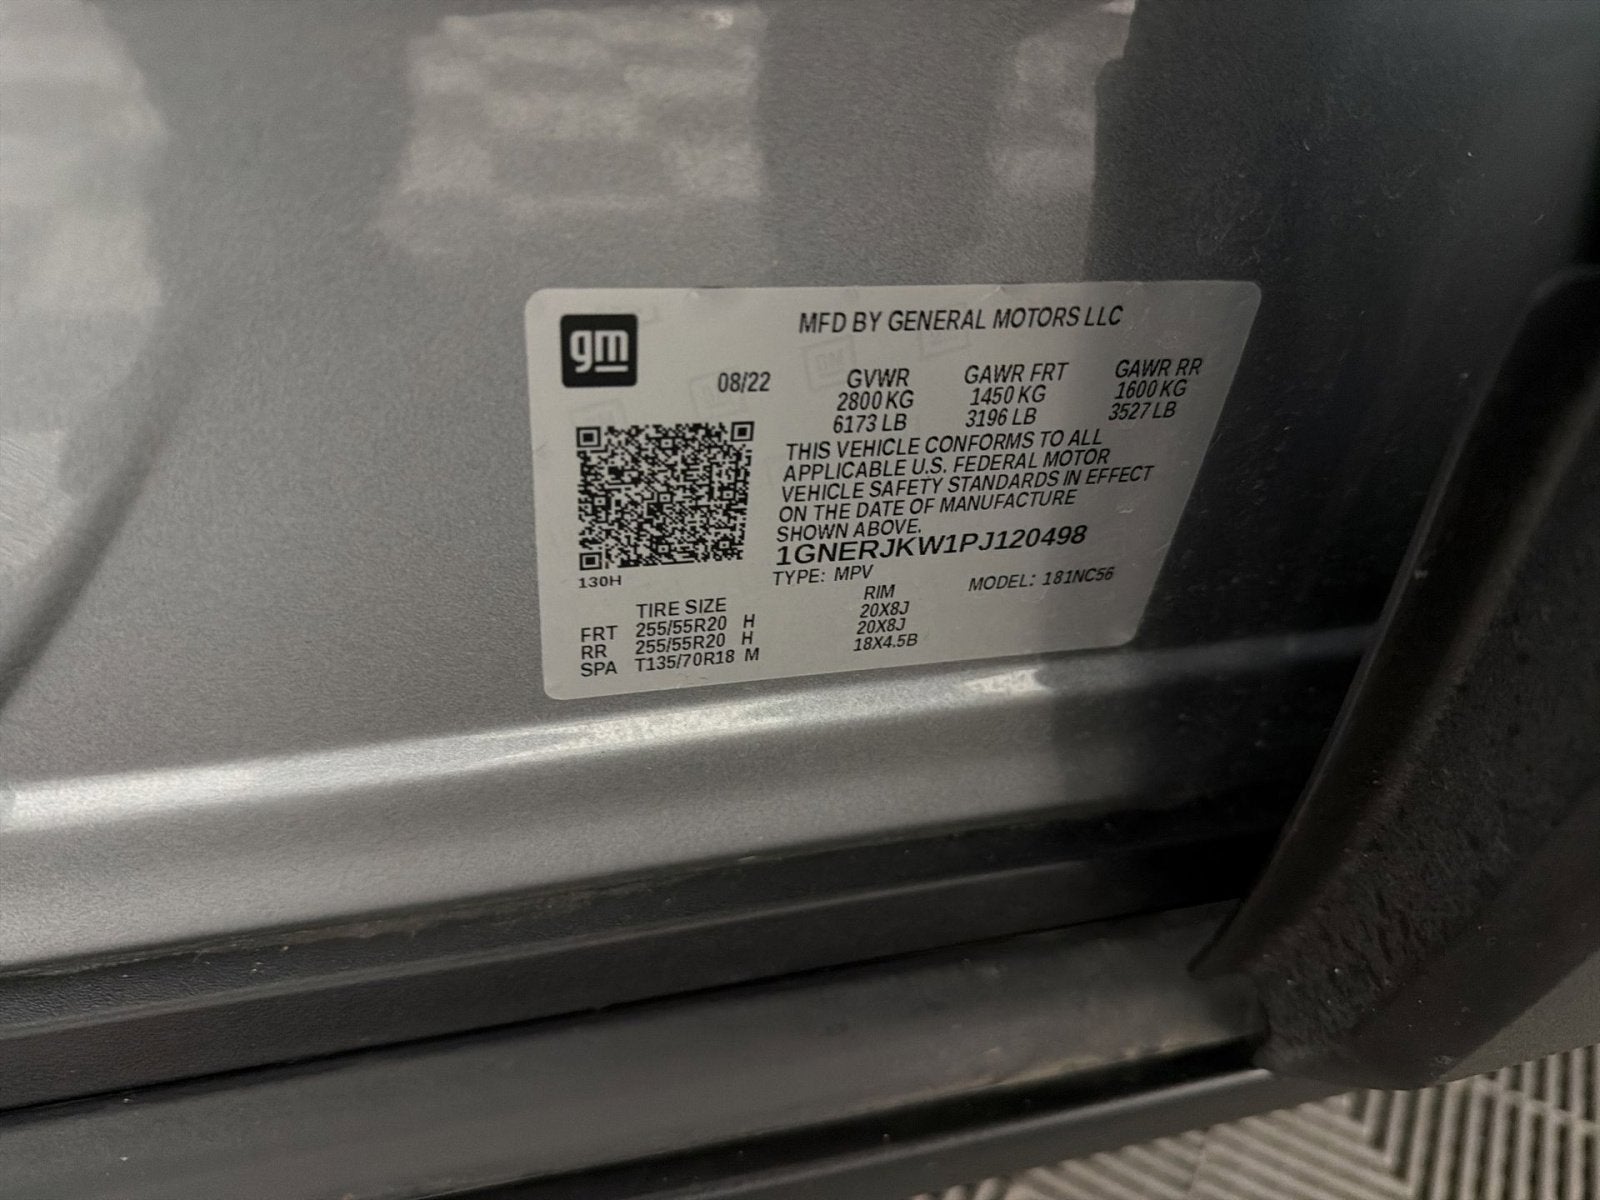 gm
MFD BY GENERAL MOTORS LLC
08/22
GVWR GAWR FRT GAWR RR
2800 KG 1450 KG 1600 KG
6173 LB 3196 LB 3527 LB
THIS VEHICLE CONFORMS TO ALL
APPLICABLE U.S. FEDERAL MOTOR
VEHICLE SAFETY STANDARDS IN EFFECT
ON THE DATE OF MANUFACTURE
SHOWN ABOVE.
1GNERJKW1PJ120498
130H
TYPE: MPV MODEL: 181NC56
TIRE SIZE RIM
FRT 255/55R20 H 20X8J
RR 255/55R20 H 20X8J
SPA T135/70R18 M 18X4.5B